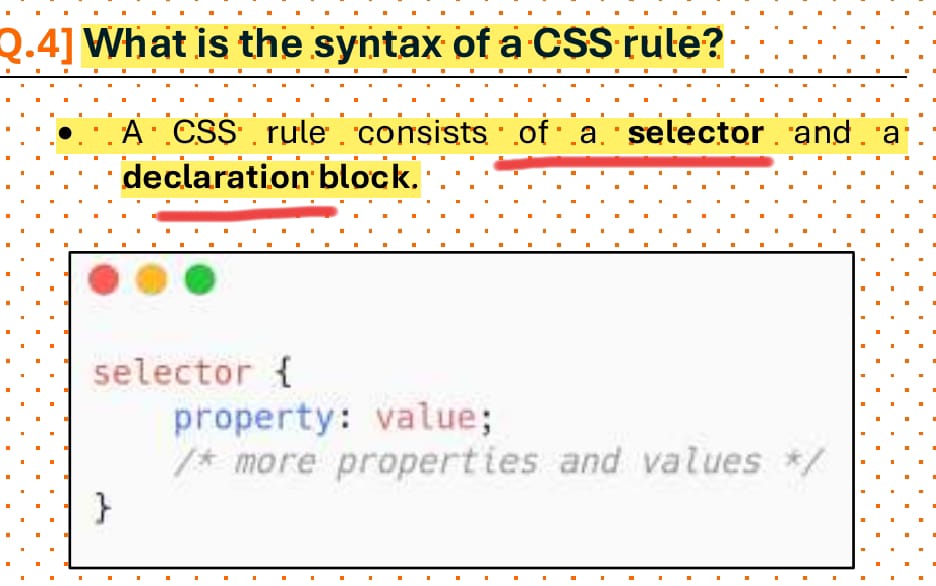 Q.4] What is the syntax of a CSS rule?
• A CSS rule consists of a selector and a
declaration block.
selector {
    property: value;
    /* more properties and values */
}